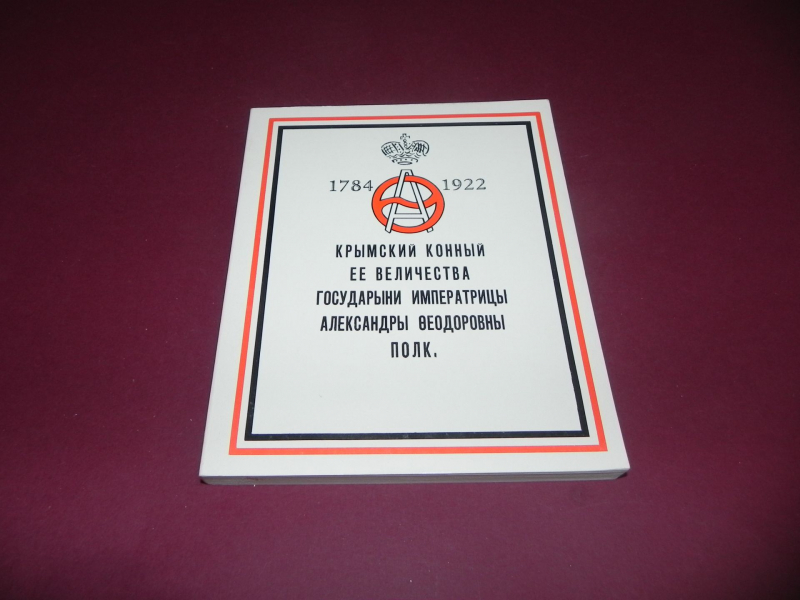 1784 А 1922
КРЫМСКИЙ КОННЫЙ
ЕЕ ВЕЛИЧЕСТВА
ГОСУДАРЫНИ ИМПЕРАТРИЦЫ
АЛЕКСАНДРЫ ѲЕОДОРОВНЫ
ПОЛК.